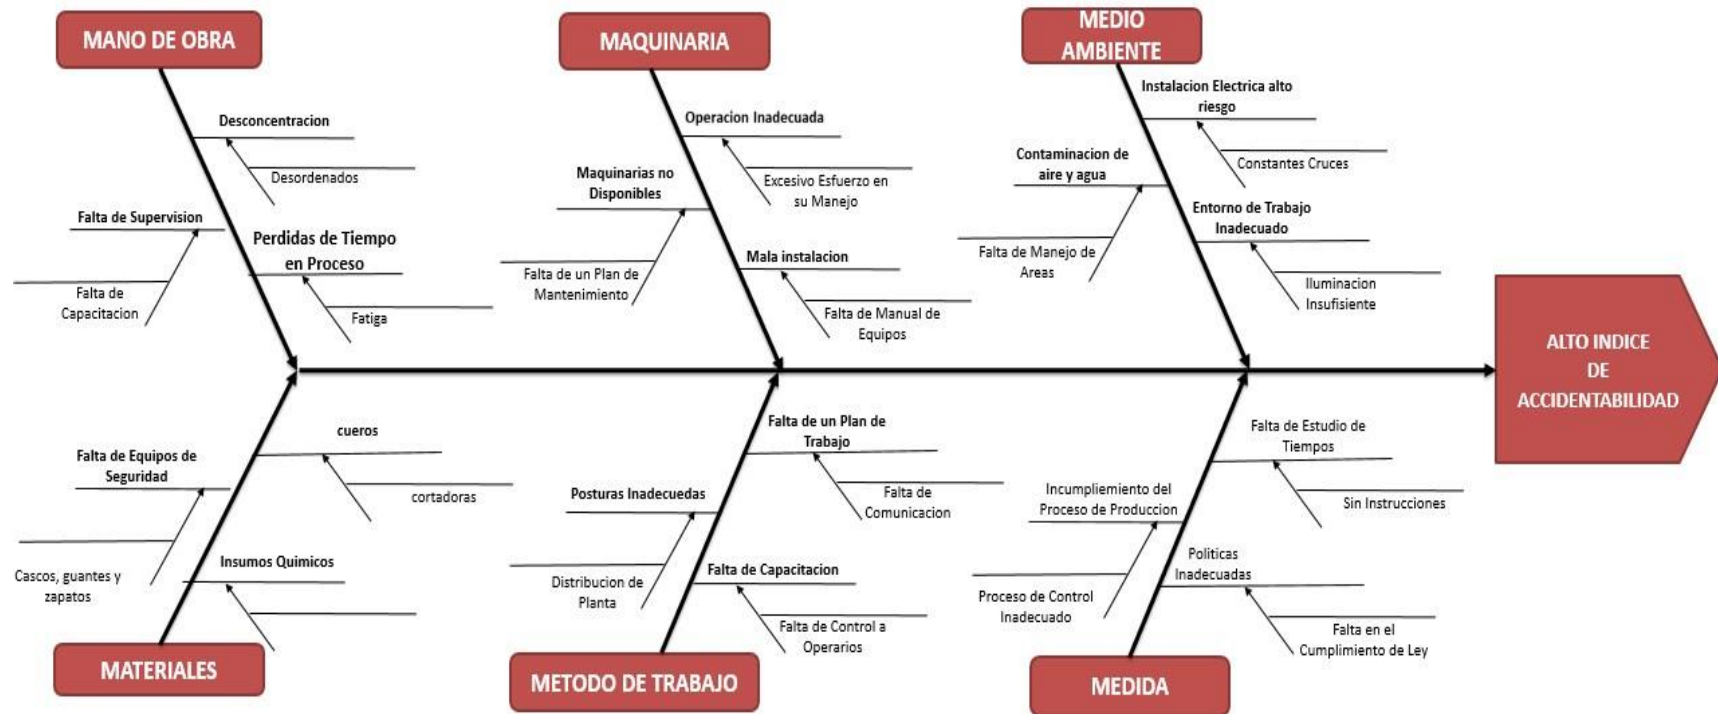 MANO DE OBRA
Desconcentracion
Desordenados
Falta de Supervision
Falta de
Capacitacion
Perdidas de Tiempo
en Proceso
Fatiga
MAQUINARIA
Operacion Inadecuada
Excesivo Esfuerzo en
su Manejo
Maquinarias no
Disponibles
Falta de un Plan de
Mantenimiento
Mala instalacion
Falta de Manual de
Equipos
MEDIO
AMBIENTE
Instalacion Electrica alto
riesgo
Constantes Cruces
Contaminacion de
aire y agua
Falta de Manejo de
Areas
Entorno de Trabajo
Inadecuado
Iluminacion
Insufisiente
ALTO INDICE
DE
ACCIDENTABILIDAD
cueros
cortadoras
Falta de Equipos de
Seguridad
Cascos, guantes y
zapatos
Insumos Quimicos
MATERIALES
Falta de un Plan de
Trabajo
Falta de
Comunicacion
Posturas Inadecuedas
Distribucion de
Planta
Falta de Capacitacion
Falta de Control a
Operarios
METODO DE TRABAJO
Falta de Estudio de
Tiempos
Sin Instrucciones
Incumpliemiento del
Proceso de Produccion
Proceso de Control
Inadecuado
Politicas
Inadecuadas
Falta en el
Cumplimiento de Ley
MEDIDA